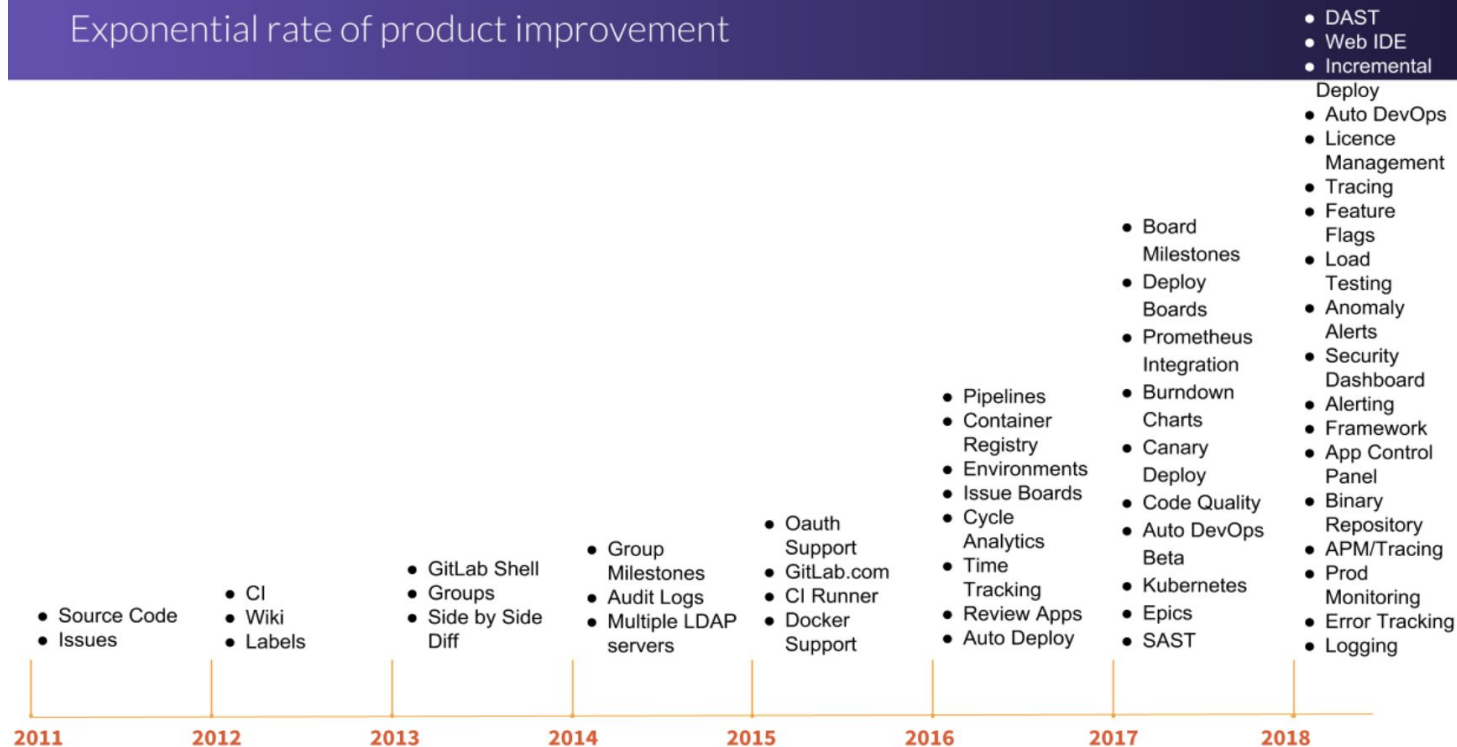 Exponential rate of product improvement
● Source Code
● Issues
● CI
● Wiki
● Labels
● GitLab Shell
● Groups
● Side by Side
Diff
● Group
Milestones
● Audit Logs
● Multiple LDAP
servers
● Oauth
Support
● GitLab.com
● CI Runner
● Docker
Support
● Pipelines
● Container
Registry
● Environments
● Issue Boards
● Cycle
Analytics
● Time
Tracking
● Review Apps
● Auto Deploy
● Board
Milestones
● Deploy
Boards
● Prometheus
Integration
● Burndown
Charts
● Canary
Deploy
● Code Quality
● Auto DevOps
Beta
● Kubernetes
● Epics
● SAST
● DAST
● Web IDE
● Incremental
Deploy
● Auto DevOps
● Licence
Management
● Tracing
● Feature
Flags
● Load
Testing
● Anomaly
Alerts
● Security
Dashboard
● Alerting
● Framework
● App Control
Panel
● Binary
Repository
● APM/Tracing
● Prod
Monitoring
● Error Tracking
● Logging
2011
2012
2013
2014
2015
2016
2017
2018